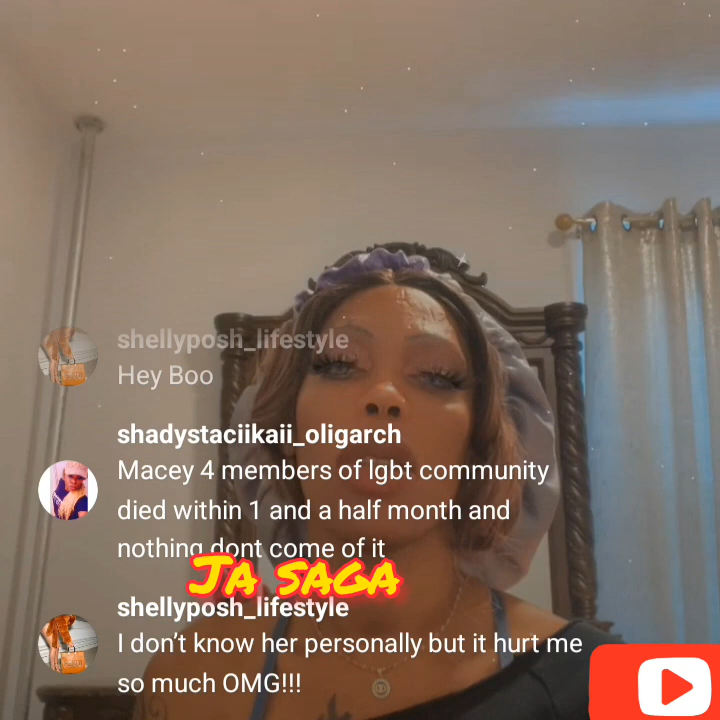 shellyposh_lifestyle
Hey Boo
shadystaciikaii_oligarch
Macey 4 members of lgbt community
died within 1 and a half month and
nothing dont come of it
JA SAGA
shellyposh_lifestyle
I don't know her personally but it hurt me
so much OMG!!!